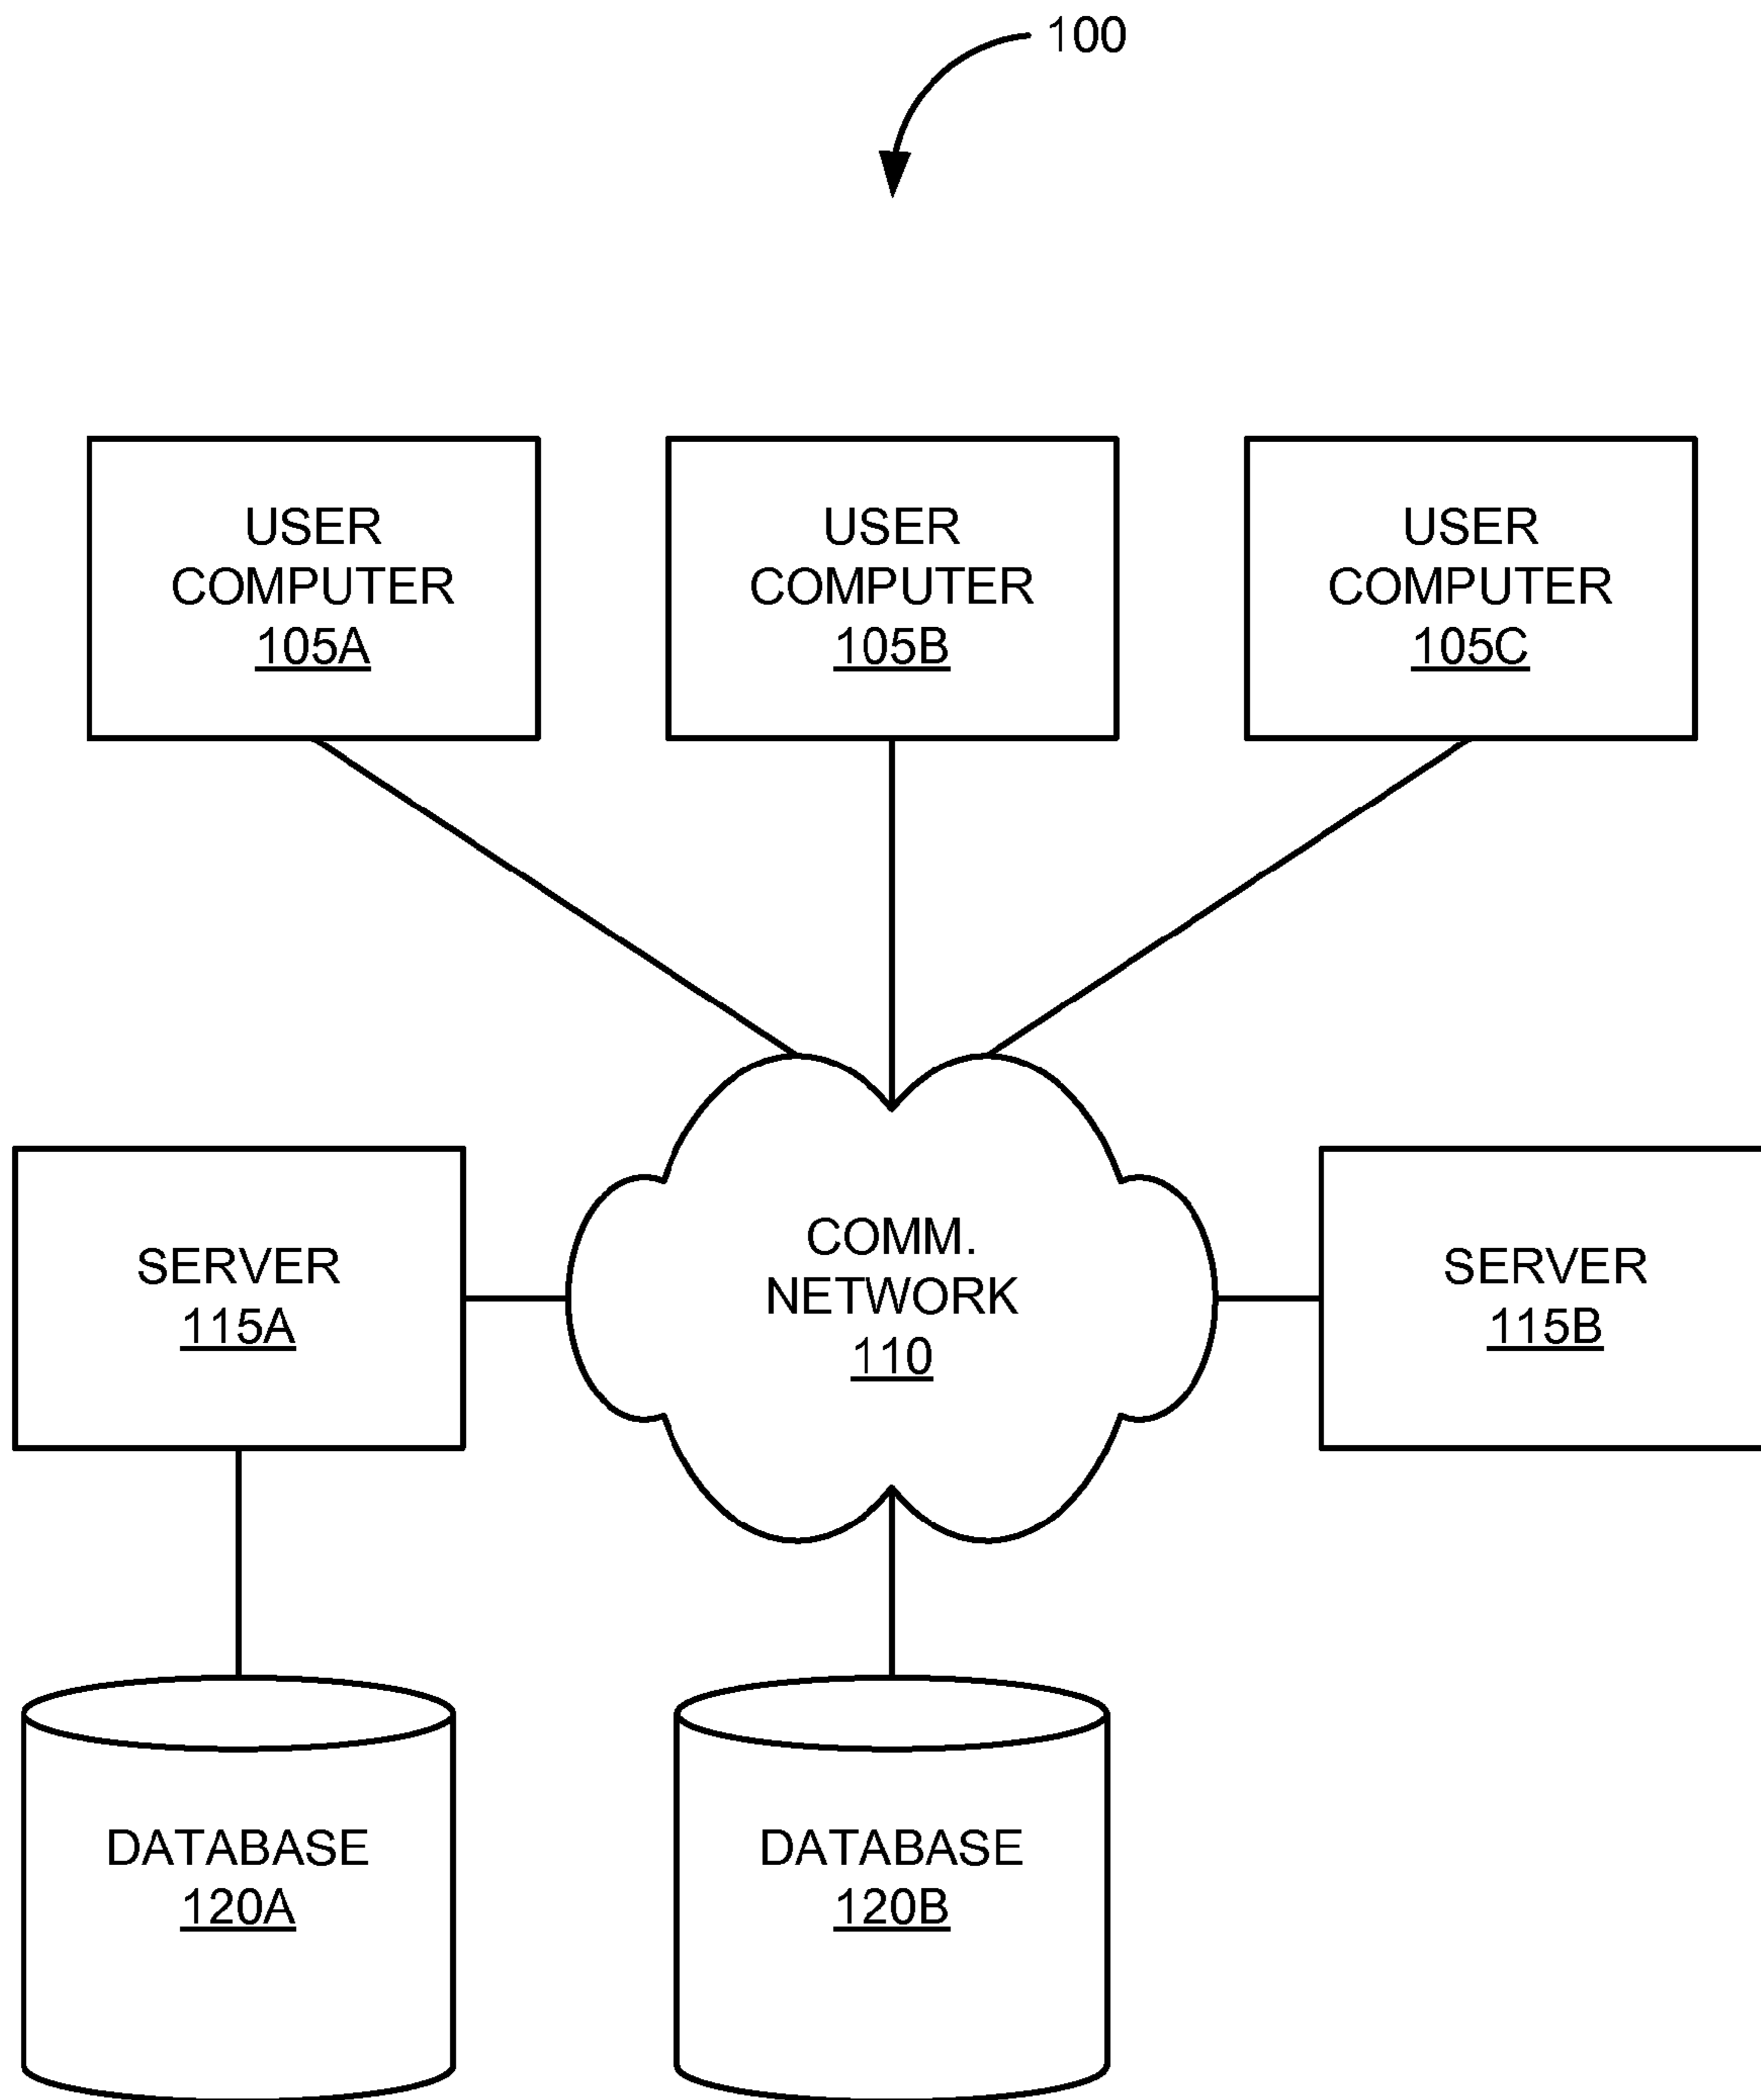 100
USER
COMPUTER
105A
USER
COMPUTER
105B
USER
COMPUTER
105C
SERVER
115A
COMM.
NETWORK
110
SERVER
115B
DATABASE
120A
DATABASE
120B